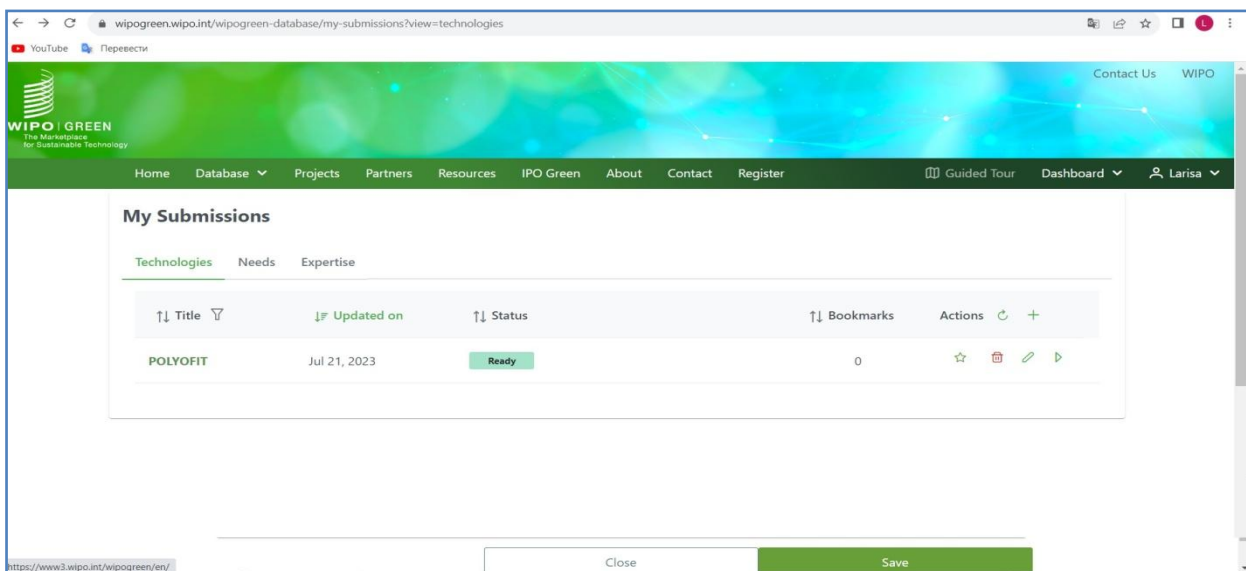 wipogreen.wipo.int/wipogreen-database/my-submissions?view=technologies
L
YouTube Перевести
Contact Us WIPO
WIPO | GREEN
The Marketplace
for Sustainable Technology
Home Database Projects Partners Resources IPO Green About Contact Register Guided Tour Dashboard Larisa
My Submissions
Technologies Needs Expertise
Title Updated on Status Bookmarks Actions
POLYOFIT Jul 21, 2023 Ready 0
Close Save
https://www3.wipo.int/wipogreen/en/